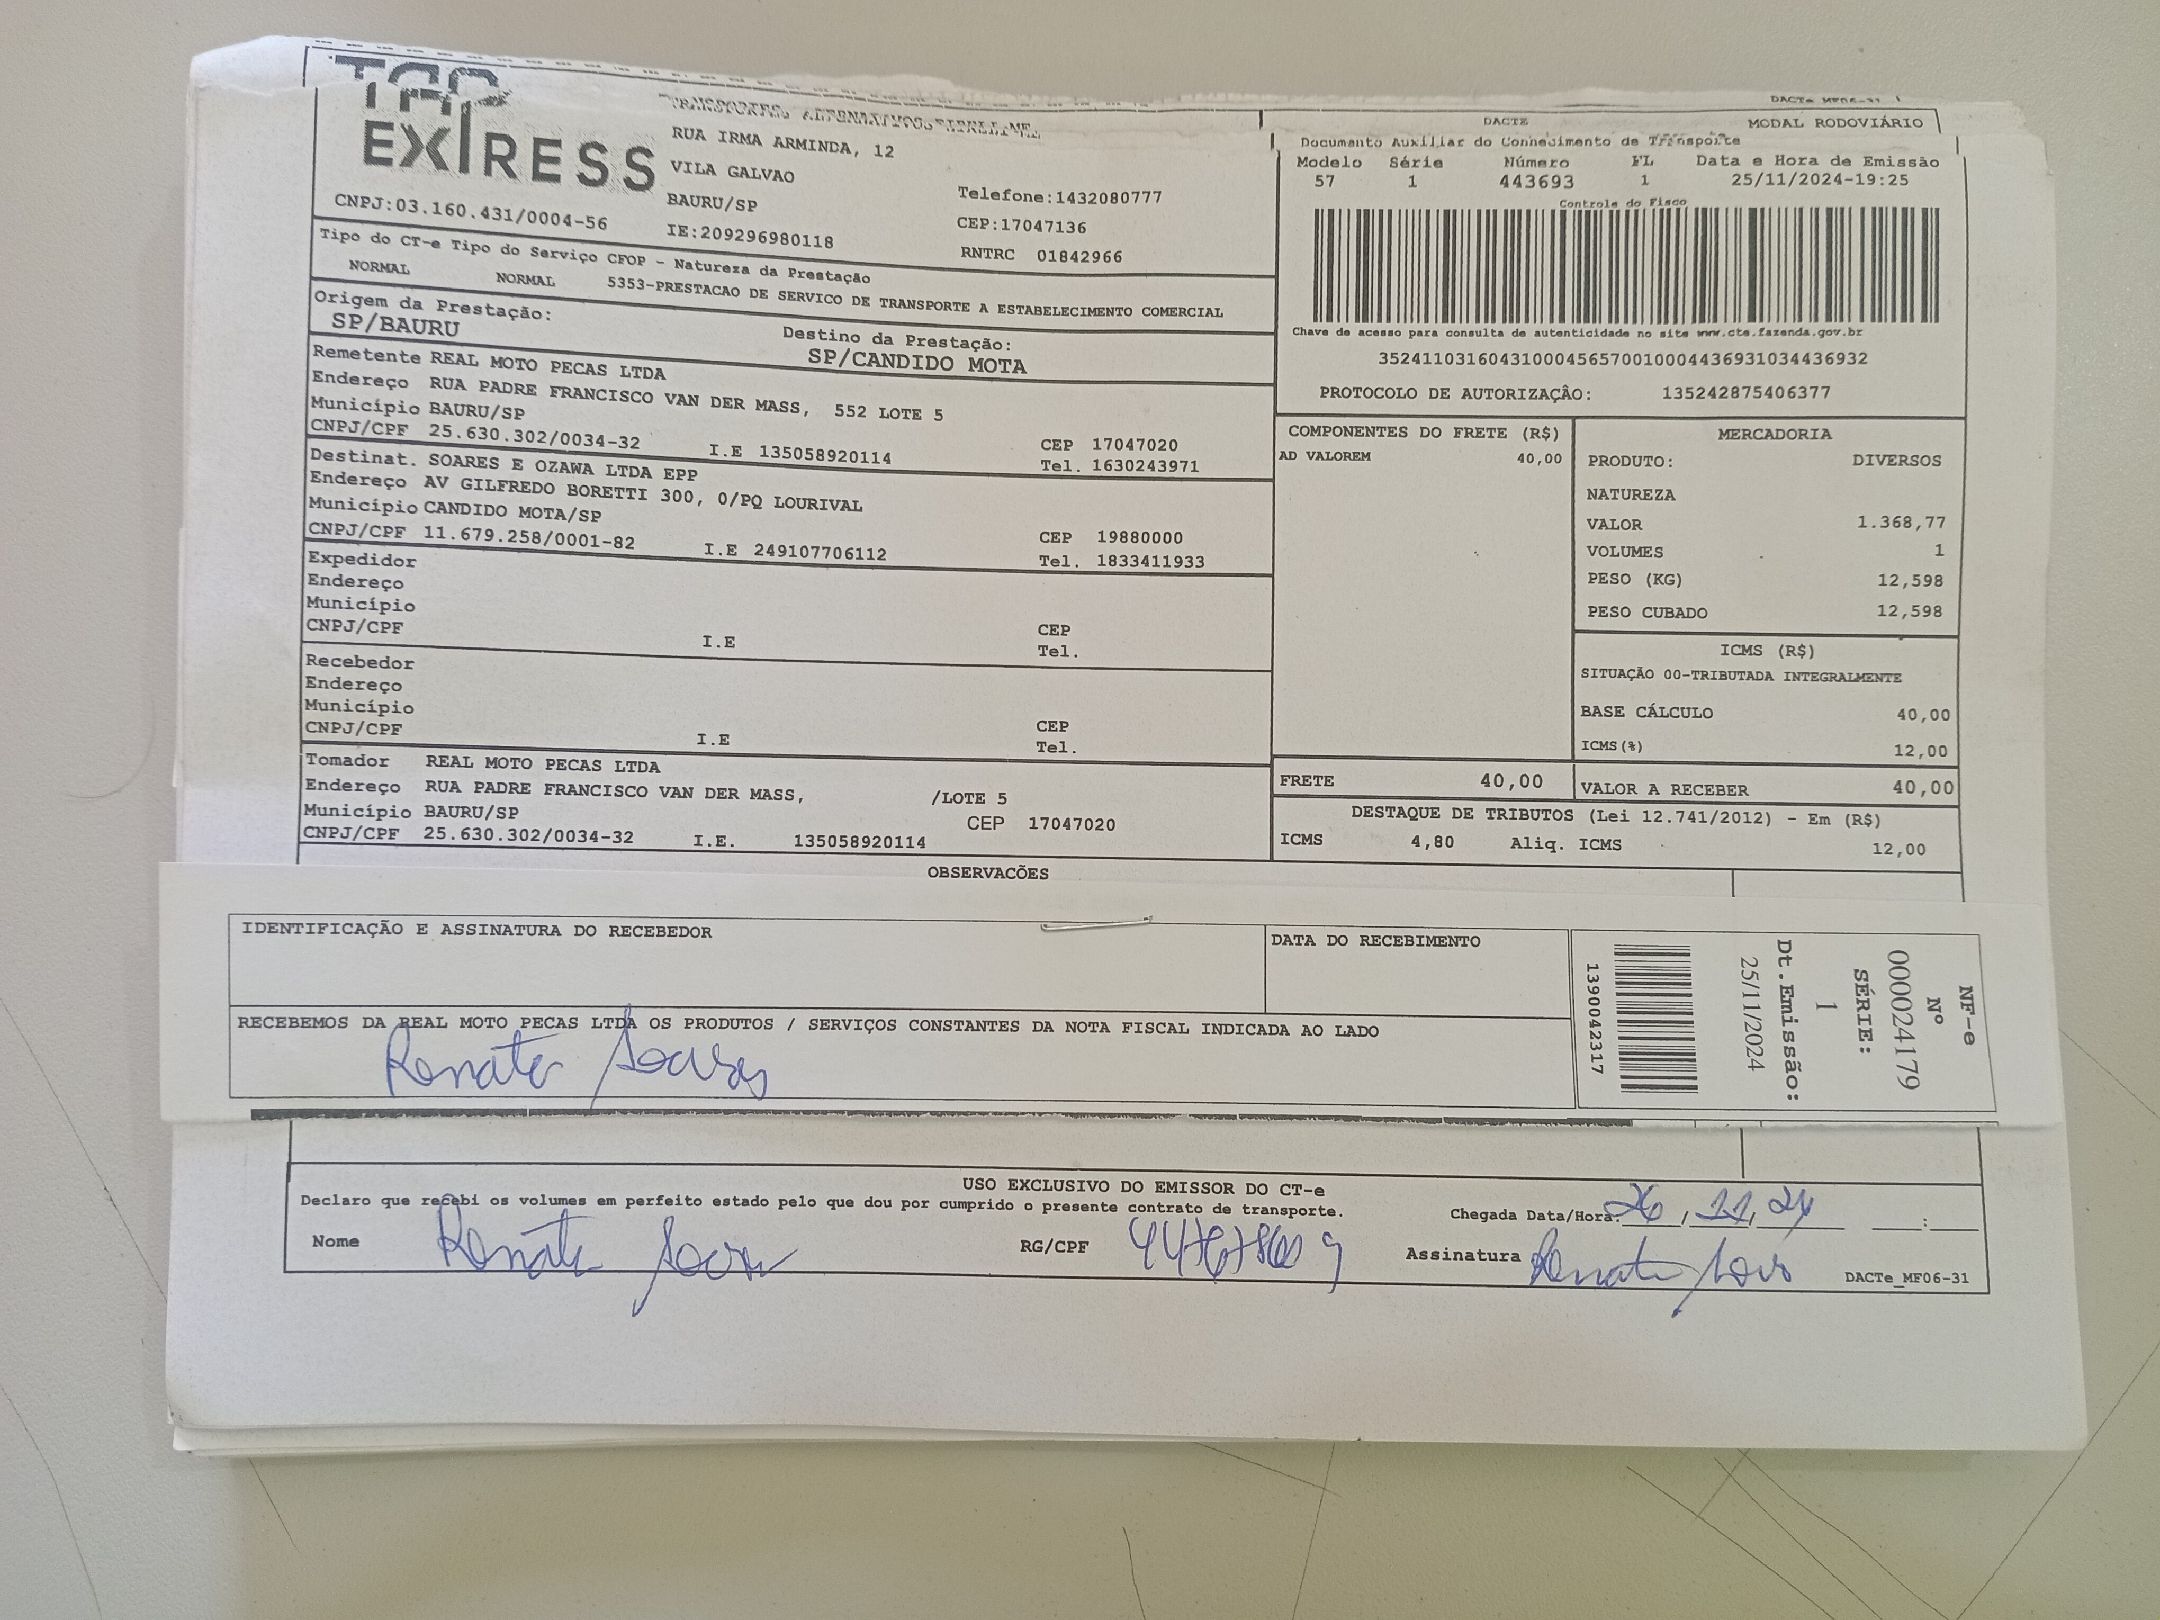 EXPRESS
TRANSPORTES ALTERNATIVOS
RUA IRMA ARMINDA, 12
VILA GALVAO
BAURU/SP
Telefone:1432080777
CNPJ:03.160.431/0004-56
IE:209296980118
CEP:17047136
RNTRC 01842966
DACTE
MODAL RODOVIÁRIO
Documento Auxiliar do Conhecimento de Transporte
Modelo Série Número FL Data e Hora de Emissão
57 1 443693 1 25/11/2024-19:25
Controle do Fisco
Chave de acesso para consulta de autenticidade no site www.cte.fazenda.gov.br
35241103160431000456570010004436931034436932
PROTOCOLO DE AUTORIZAÇÃO: 135242875406377
Tipo do CT-e Tipo do Serviço CFOP - Natureza da Prestação
NORMAL NORMAL 5353-PRESTACAO DE SERVICO DE TRANSPORTE A ESTABELECIMENTO COMERCIAL
Origem da Prestação: Destino da Prestação:
SP/BAURU SP/CANDIDO MOTA
Remetente REAL MOTO PECAS LTDA
Endereço RUA PADRE FRANCISCO VAN DER MASS, 552 LOTE 5
Município BAURU/SP CEP 17047020
CNPJ/CPF 25.630.302/0034-32 I.E 135058920114 Tel. 1630243971
Destinat. SOARES E OZAWA LTDA EPP
Endereço AV GILFREDO BORETTI 300, 0/PQ LOURIVAL
Município CANDIDO MOTA/SP CEP 19880000
CNPJ/CPF 11.679.258/0001-82 I.E 249107706112 Tel. 1833411933
Expedidor
Endereço
Município CEP
CNPJ/CPF I.E Tel.
Recebedor
Endereço
Município CEP
CNPJ/CPF I.E Tel.
Tomador REAL MOTO PECAS LTDA
Endereço RUA PADRE FRANCISCO VAN DER MASS, /LOTE 5
Município BAURU/SP CEP 17047020
CNPJ/CPF 25.630.302/0034-32 I.E. 135058920114
COMPONENTES DO FRETE (R$)
AD VALOREM 40,00
MERCADORIA
PRODUTO: DIVERSOS
NATUREZA
VALOR 1.368,77
VOLUMES 1
PESO (KG) 12,598
PESO CUBADO 12,598
ICMS (R$)
SITUAÇÃO 00-TRIBUTADA INTEGRALMENTE
BASE CÁLCULO 40,00
ICMS(%) 12,00
FRETE 40,00 VALOR A RECEBER 40,00
DESTAQUE DE TRIBUTOS (Lei 12.741/2012) - Em (R$)
ICMS 4,80 Aliq. ICMS 12,00
OBSERVACÕES
IDENTIFICAÇÃO E ASSINATURA DO RECEBEDOR
DATA DO RECEBIMENTO
RECEBEMOS DA REAL MOTO PECAS LTDA OS PRODUTOS / SERVIÇOS CONSTANTES DA NOTA FISCAL INDICADA AO LADO
Renata Soares
NF-e
Nº
000024179
SÉRIE:
1
Dt.Emissão:
25/11/2024
1390042317
USO EXCLUSIVO DO EMISSOR DO CT-e
Declaro que recebi os volumes em perfeito estado pelo que dou por cumprido o presente contrato de transporte.
Chegada Data/Hora: 26, 11, 24 :
Nome Renata RG/CPF Assinatura Renata
DACTe_MF06-31